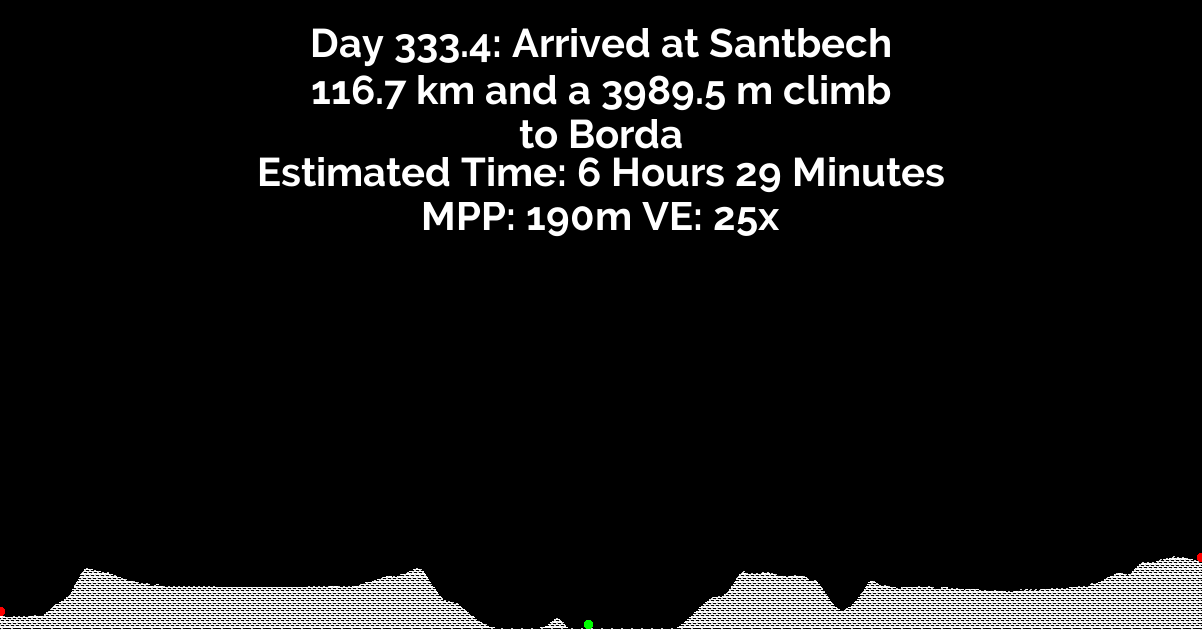 Day 333.4: Arrived at Santbech
116.7 km and a 3989.5 m climb
to Borda
Estimated Time: 6 Hours 29 Minutes
MPP: 190m VE: 25x